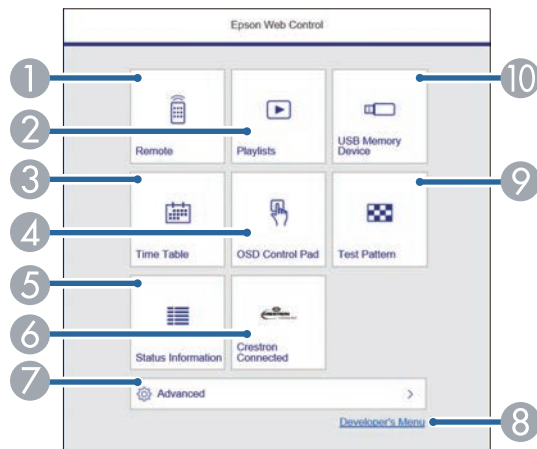 Epson Web Control
1
2
3
4
5
6
7
8
9
10
Remote
Playlists
USB Memory
Device
Time Table
OSD Control Pad
Test Pattern
Status Information
Crestron
Connected
Advanced
Developer's Menu